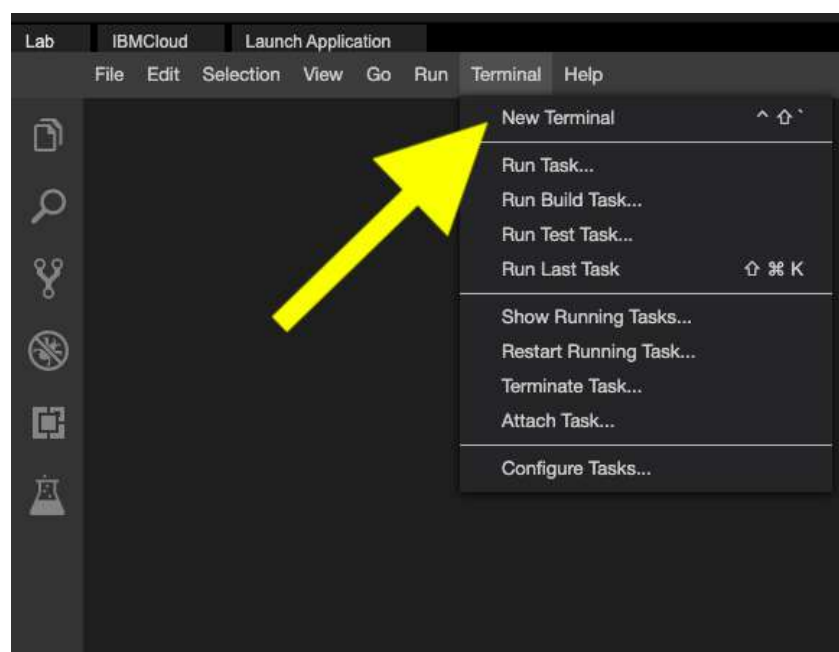 Lab IBMCloud Launch Application
File Edit Selection View Go Run Terminal Help
New Terminal ^ ⇧ `
Run Task...
Run Build Task...
Run Test Task...
Run Last Task ⇧ ⌘ K
Show Running Tasks...
Restart Running Task...
Terminate Task...
Attach Task...
Configure Tasks...